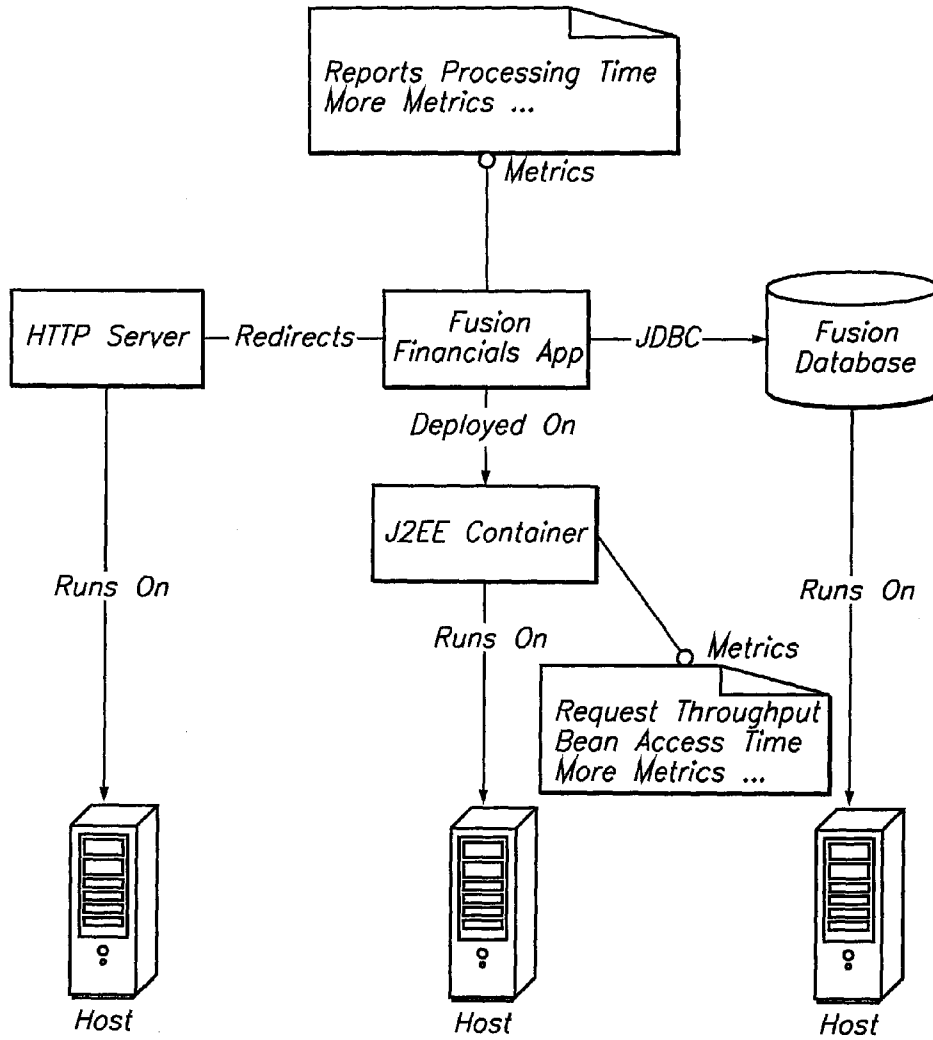 Reports Processing Time
More Metrics ...
Metrics
HTTP Server
Redirects
Fusion
Financials App
JDBC
Fusion
Database
Deployed On
J2EE Container
Runs On
Runs On
Runs On
Metrics
Request Throughput
Bean Access Time
More Metrics ...
Host
Host
Host